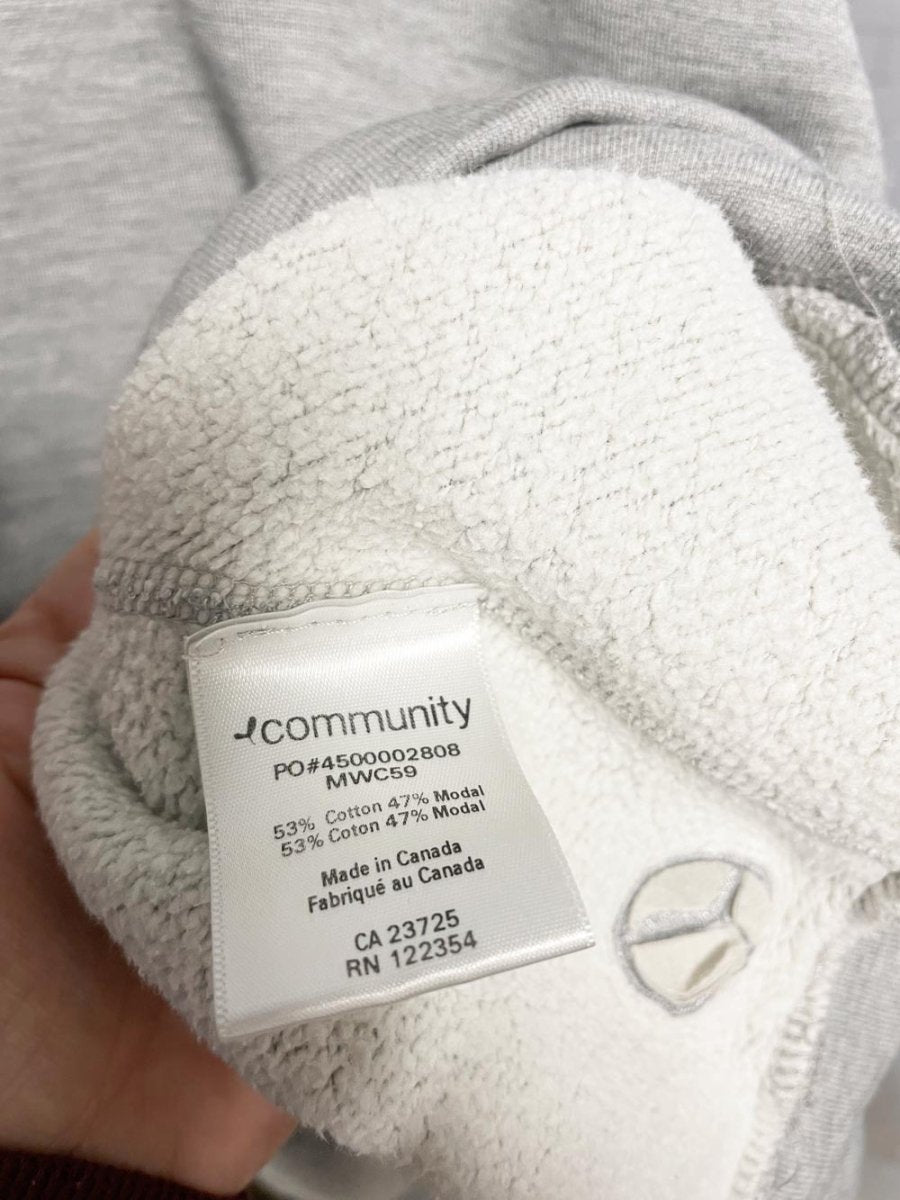 community
PO#4500002808
MWC59
53% Cotton 47% Modal
53% Coton 47% Modal
Made in Canada
Fabriqué au Canada
CA 23725
RN 122354